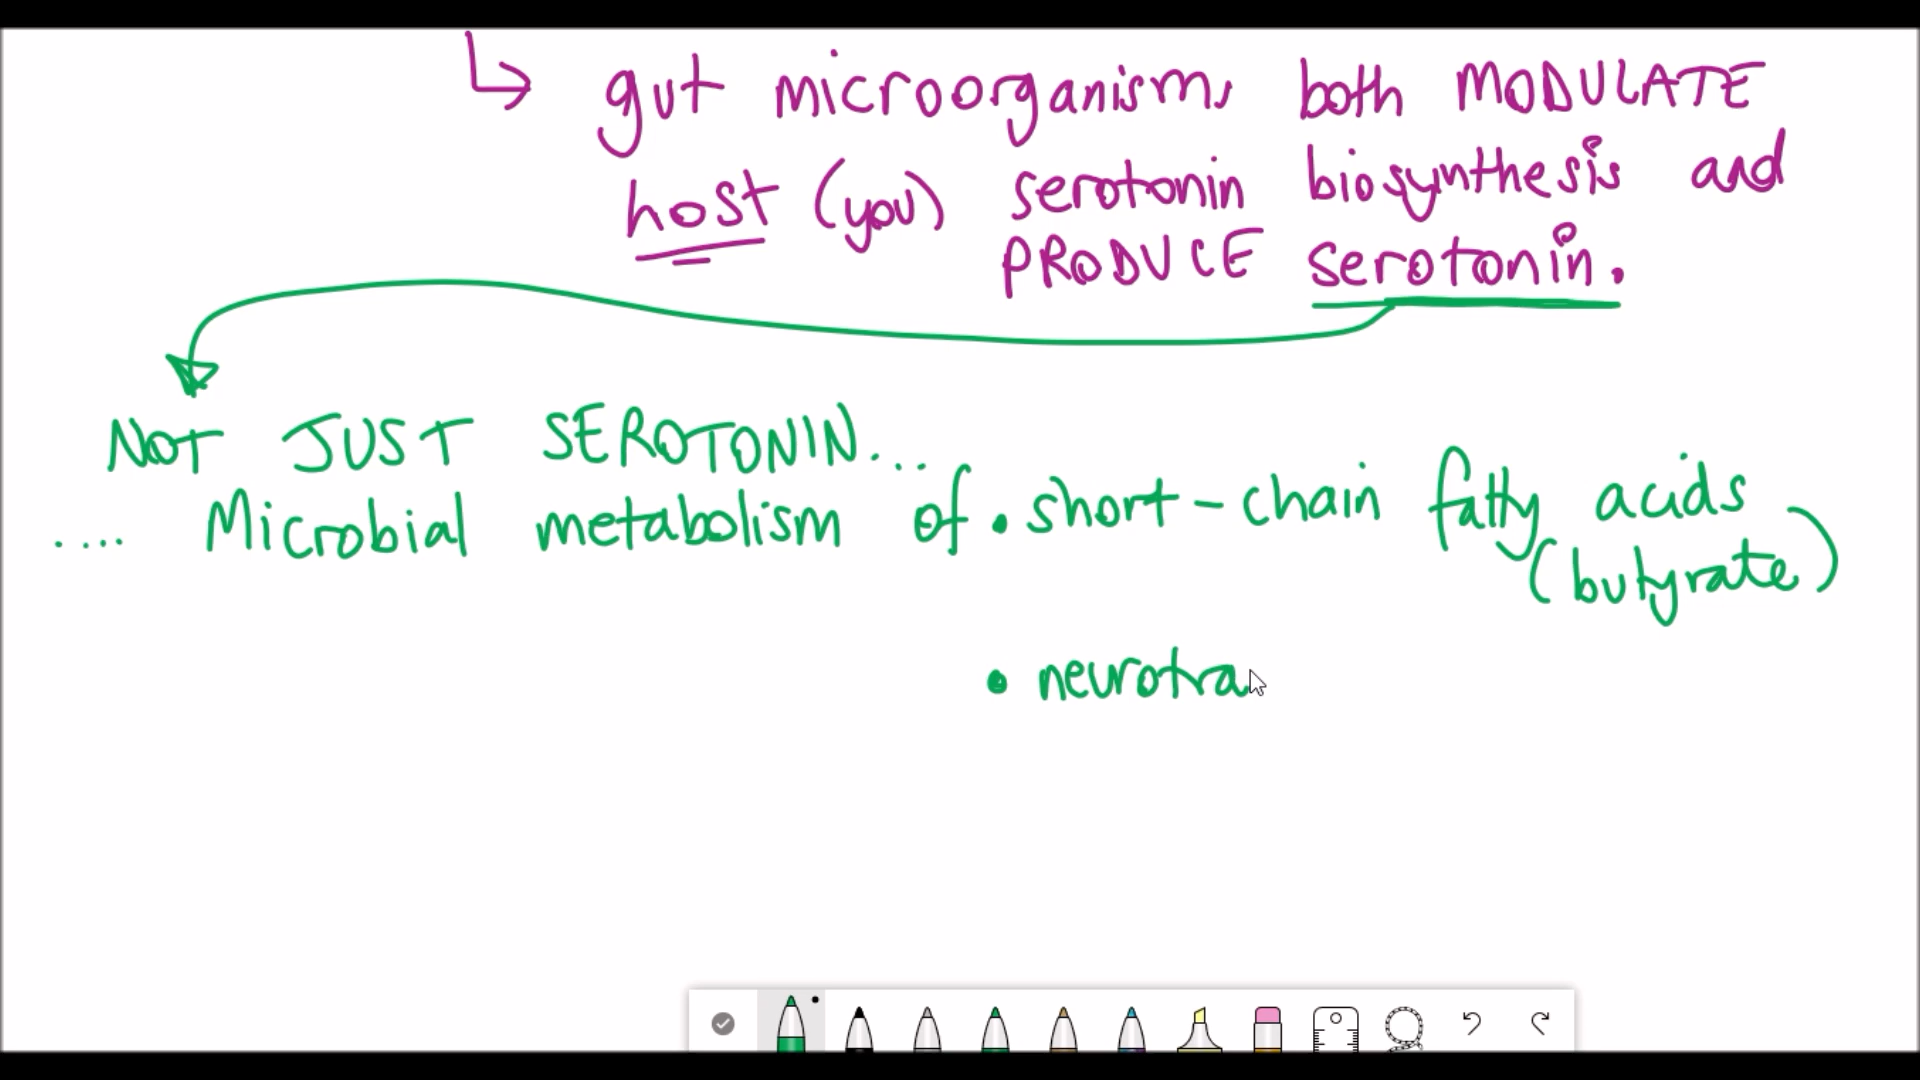 gut microorganisms both MODULATE
host (you) serotonin biosynthesis and
PRODUCE serotonin.
NOT JUST SEROTONIN...
.... Microbial metabolism of • short-chain fatty acids
(butyrate)
• neurotra